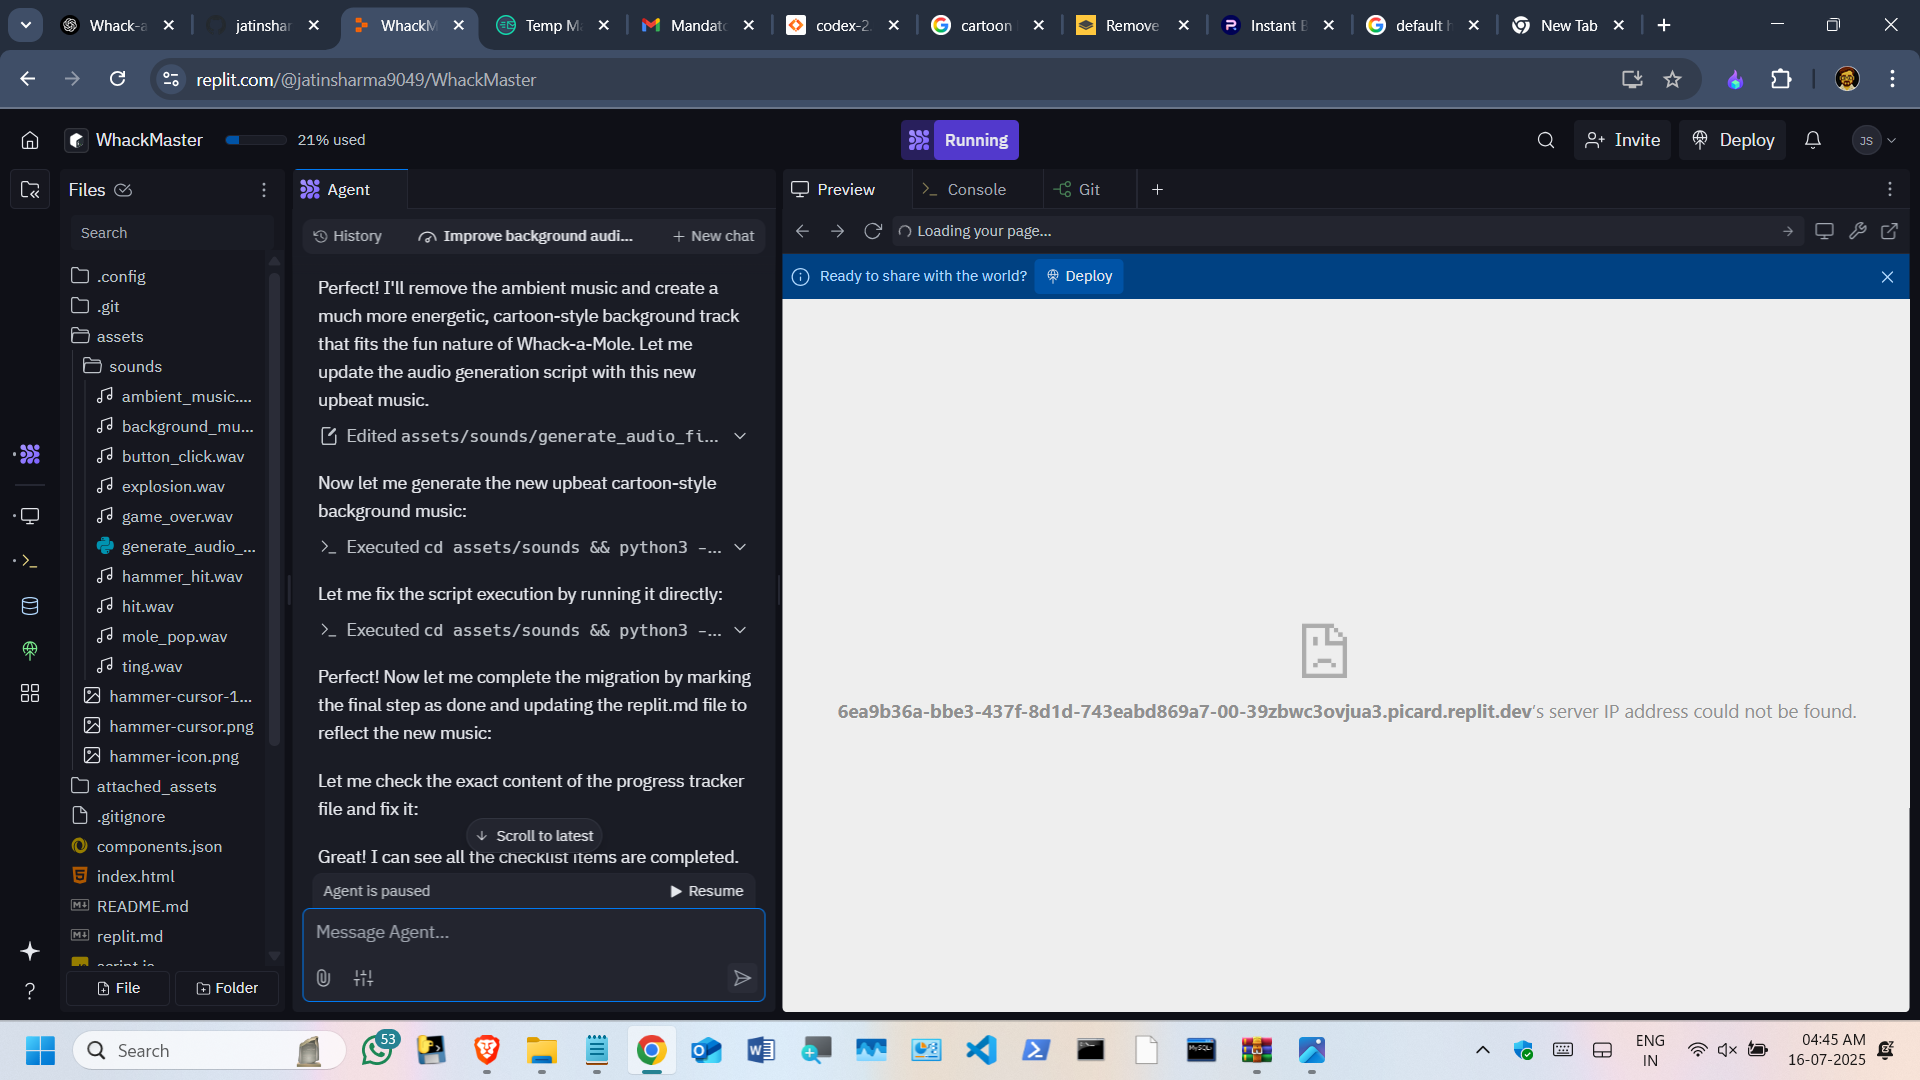 Whack-a
jatinshar
WhackM
Temp Ma
Mandato
codex-2.
cartoon
Remove
Instant B
default h
New Tab
replit.com/@jatinsharma9049/WhackMaster
WhackMaster
21% used
Running
Invite
Deploy
JS
Files
Agent
Preview
Console
Git
Search
History
Improve background audi...
New chat
Loading your page...
Ready to share with the world?
Deploy
.config
.git
assets
sounds
ambient_music....
background_mu...
button_click.wav
explosion.wav
game_over.wav
generate_audio_...
hammer_hit.wav
hit.wav
mole_pop.wav
ting.wav
hammer-cursor-1...
hammer-cursor.png
hammer-icon.png
attached_assets
.gitignore
components.json
index.html
README.md
replit.md
script.js
File
Folder
Perfect! I'll remove the ambient music and create a
much more energetic, cartoon-style background track
that fits the fun nature of Whack-a-Mole. Let me
update the audio generation script with this new
upbeat music.
Edited assets/sounds/generate_audio_fi...
Now let me generate the new upbeat cartoon-style
background music:
Executed cd assets/sounds && python3 -...
Let me fix the script execution by running it directly:
Executed cd assets/sounds && python3 -...
Perfect! Now let me complete the migration by marking
the final step as done and updating the replit.md file to
reflect the new music:
Let me check the exact content of the progress tracker
file and fix it:
Scroll to latest
Great! I can see all the checklist items are completed.
Agent is paused
Resume
Message Agent...
6ea9b36a-bbe3-437f-8d1d-743eabd869a7-00-39zbwc3ovjua3.picard.replit.dev's server IP address could not be found.
Search
53
MySQL
ENG
IN
04:45 AM
16-07-2025